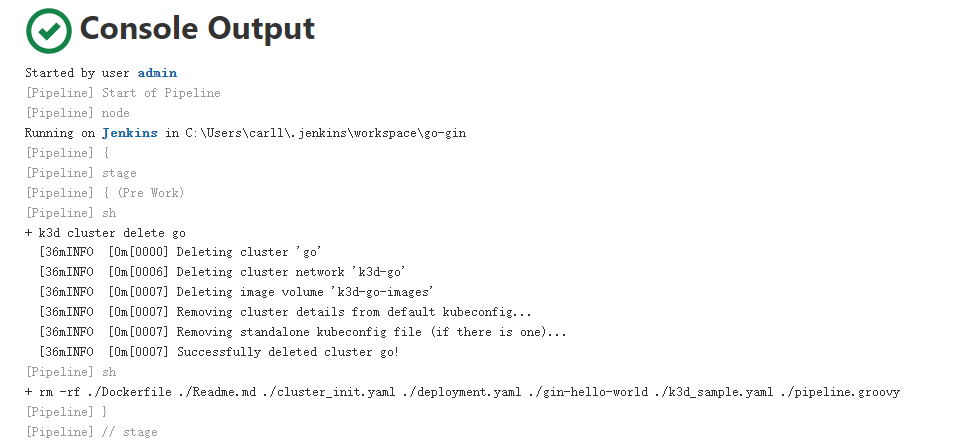 Console Output
Started by user admin
[Pipeline] Start of Pipeline
[Pipeline] node
Running on Jenkins in C:\Users\carll\.jenkins\workspace\go-gin
[Pipeline] {
[Pipeline] stage
[Pipeline] { (Pre Work)
[Pipeline] sh
+ k3d cluster delete go
[36mINFO  [0m[0000] Deleting cluster 'go'
[36mINFO  [0m[0006] Deleting cluster network 'k3d-go'
[36mINFO  [0m[0007] Deleting image volume 'k3d-go-images'
[36mINFO  [0m[0007] Removing cluster details from default kubeconfig...
[36mINFO  [0m[0007] Removing standalone kubeconfig file (if there is one)...
[36mINFO  [0m[0007] Successfully deleted cluster go!
[Pipeline] sh
+ rm -rf ./Dockerfile ./Readme.md ./cluster_init.yaml ./deployment.yaml ./gin-hello-world ./k3d_sample.yaml ./pipeline.groovy
[Pipeline] }
[Pipeline] // stage